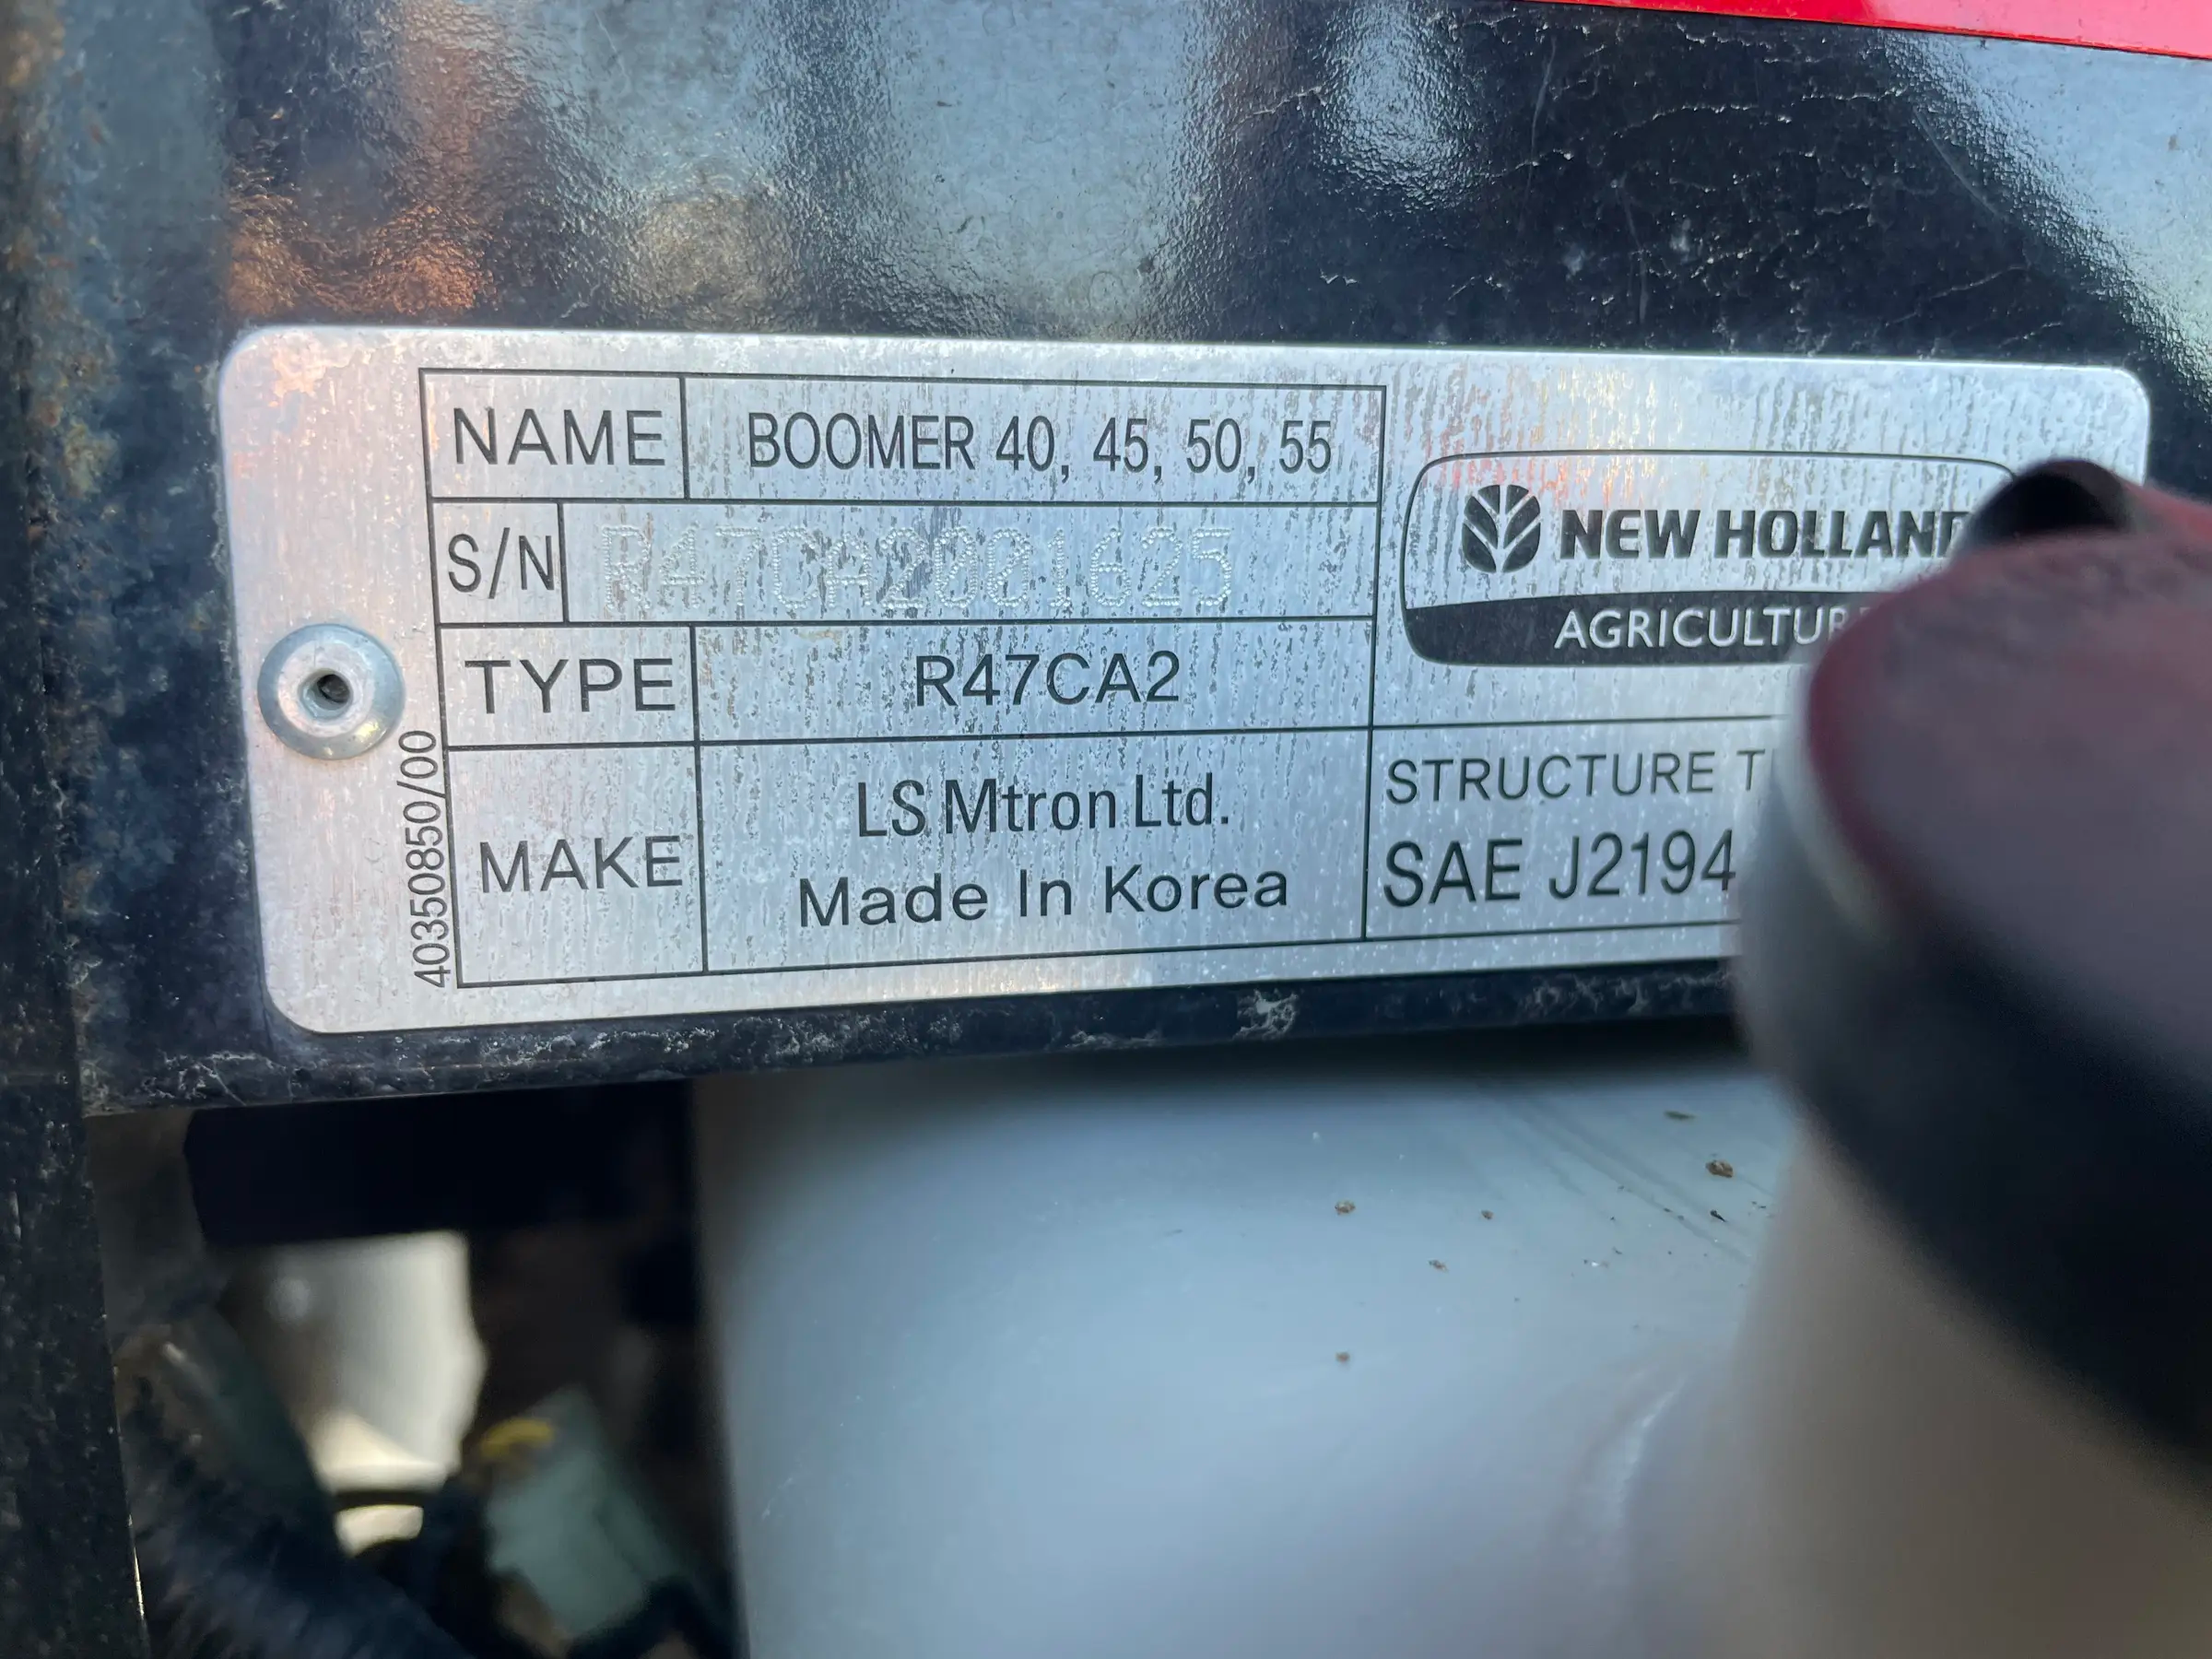 NAME BOOMER 40, 45, 50, 55
S/N R47CA2001625
TYPE R47CA2
MAKE LS Mtron Ltd.
Made In Korea
40350850/00
NEW HOLLAND
AGRICULTUR
STRUCTURE T
SAE J2194